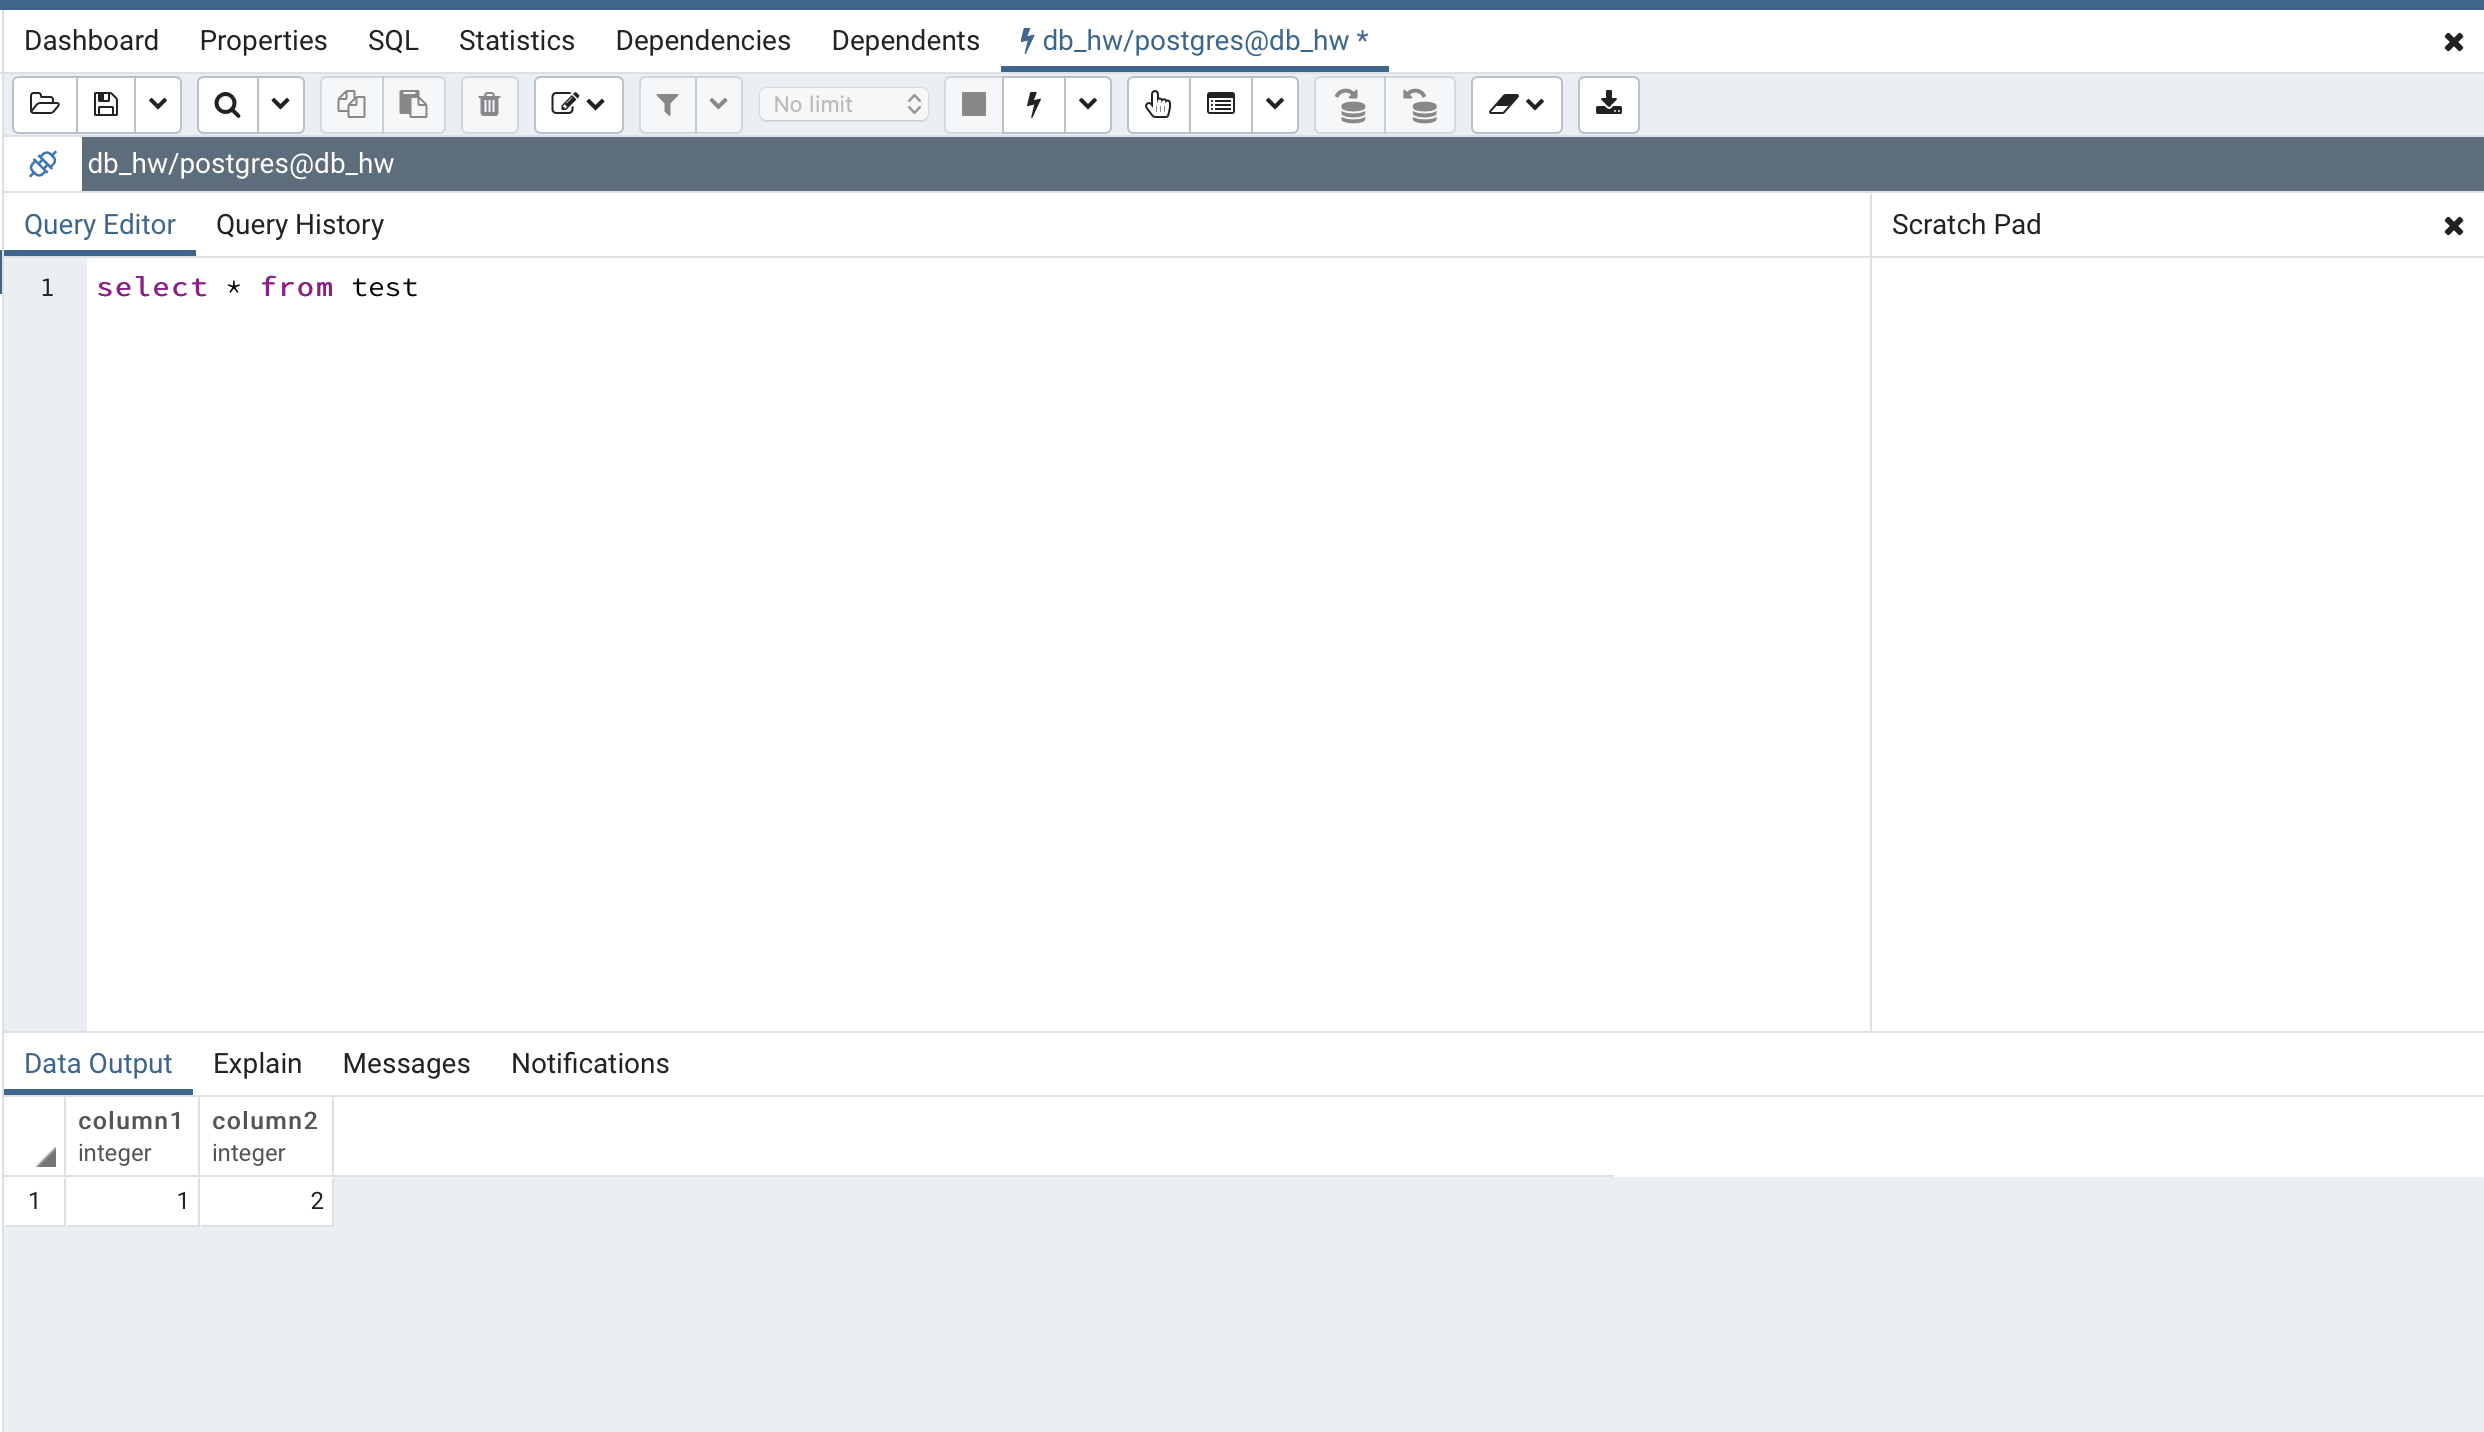 Dashboard Properties SQL Statistics Dependencies Dependents db_hw/postgres@db_hw *
No limit
db_hw/postgres@db_hw
Query Editor Query History Scratch Pad
1 select * from test
Data Output Explain Messages Notifications
column1 column2
integer integer
1 1 2